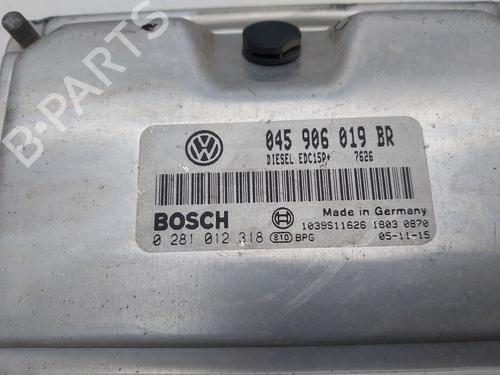 045 906 019 BR
DIESEL EDC15P+ 7626
BOSCH
Made in Germany
1039S11626 1803 0870
0 281 012 318 E10 BPG 05-11-15
B-PARTS